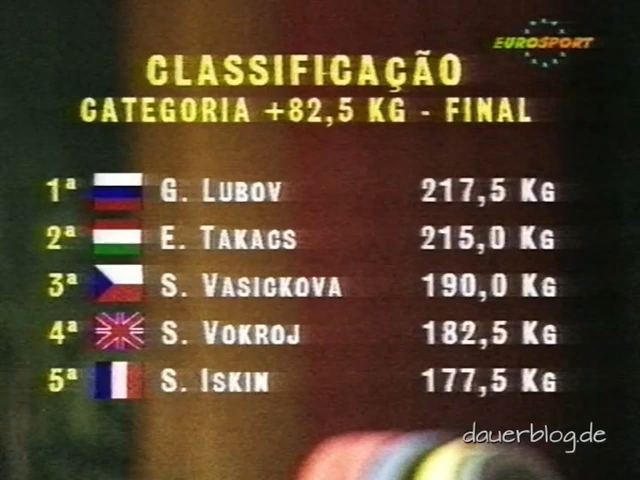 EUROSPORT
CLASSIFICAÇÃO
CATEGORIA +82,5 KG - FINAL
1ª G. LUBOV 217,5 KG
2ª E. TAKACS 215,0 KG
3ª S. VASICKOVA 190,0 KG
4ª S. VOKROJ 182,5 KG
5ª S. ISKIN 177,5 KG
dauerblog.de